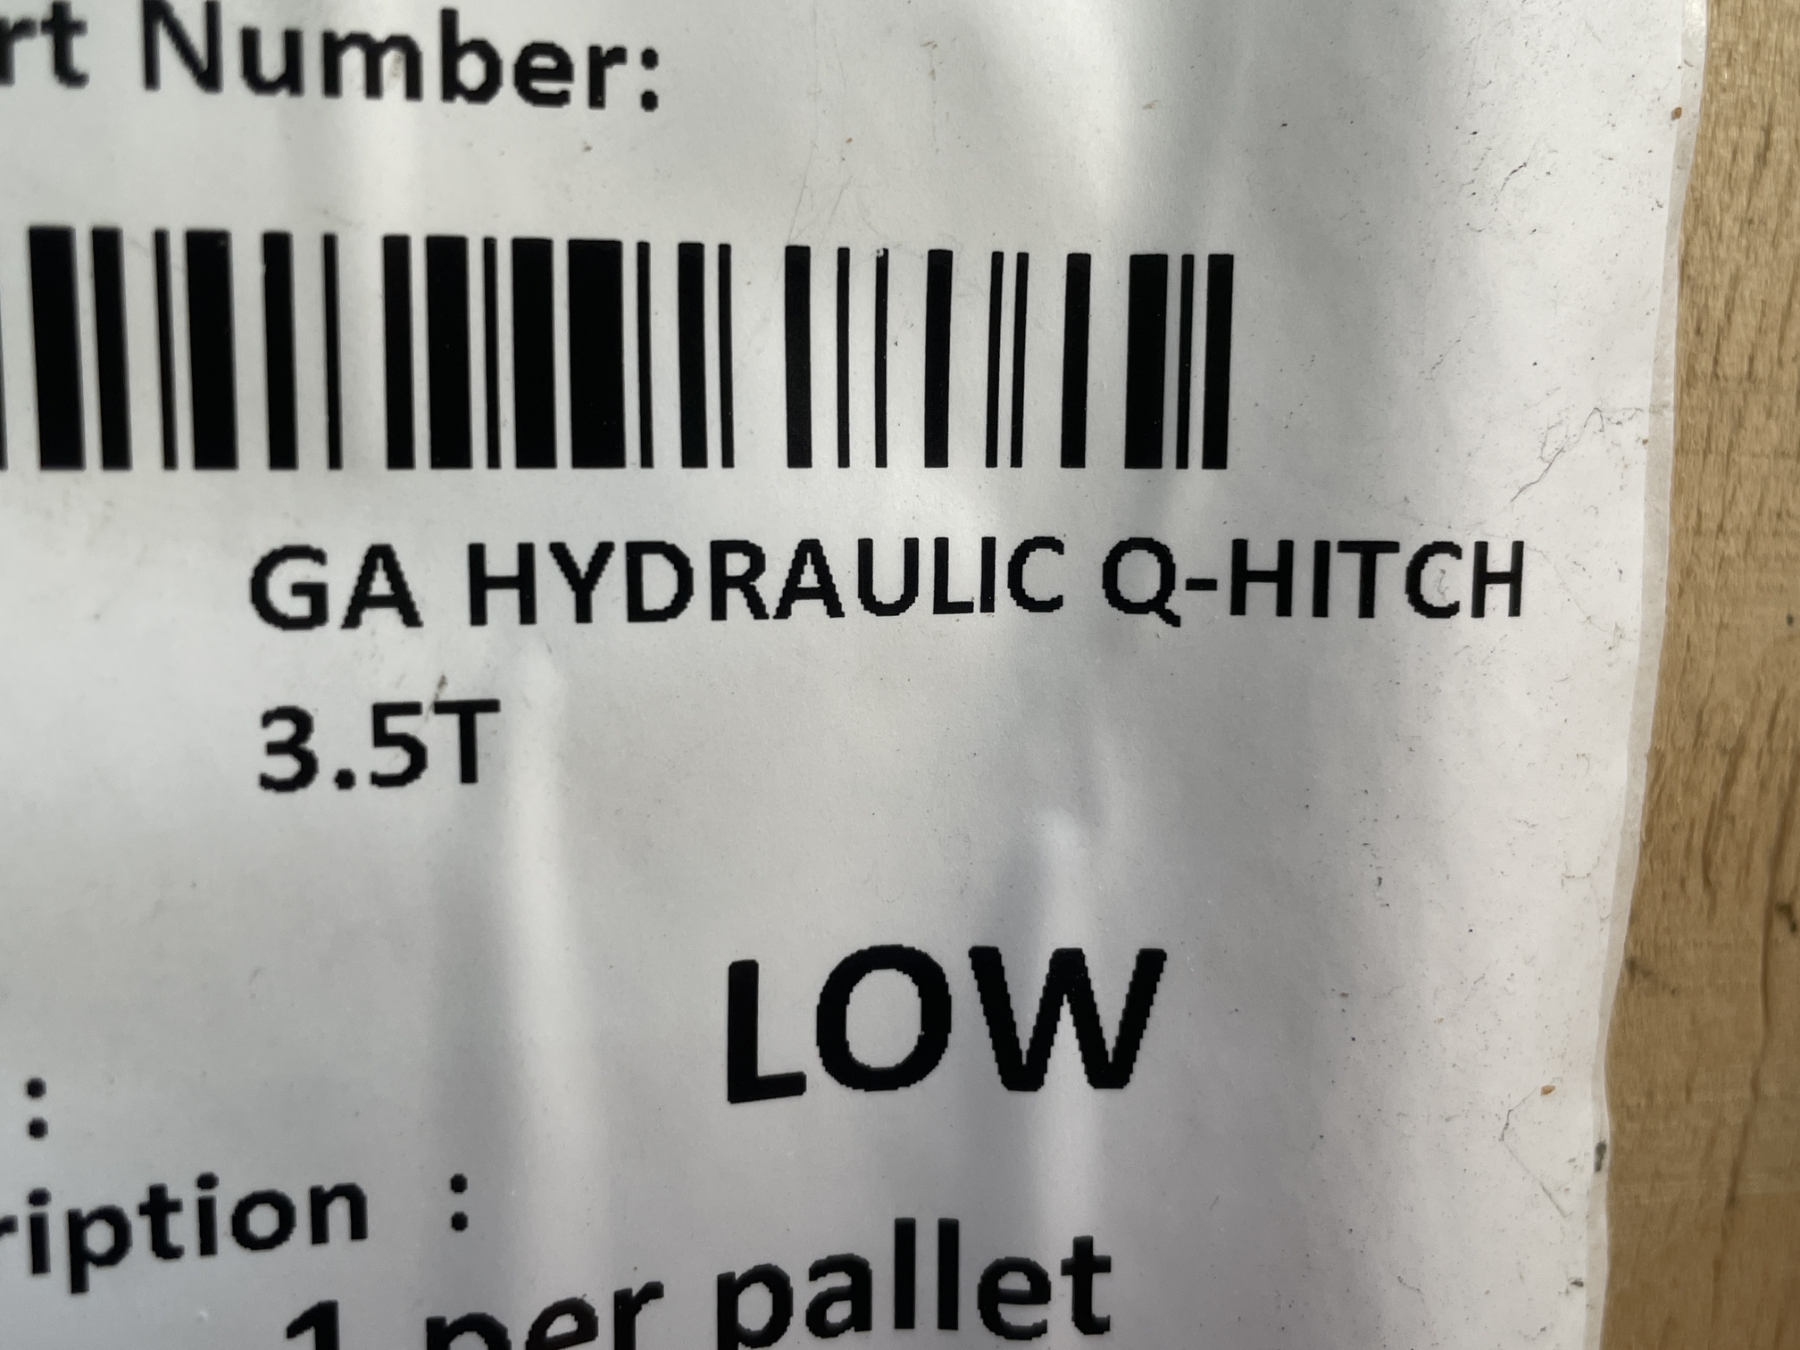 rt Number:
GA HYDRAULIC Q-HITCH
3.5T
LOW
:
ription :
1 per pallet